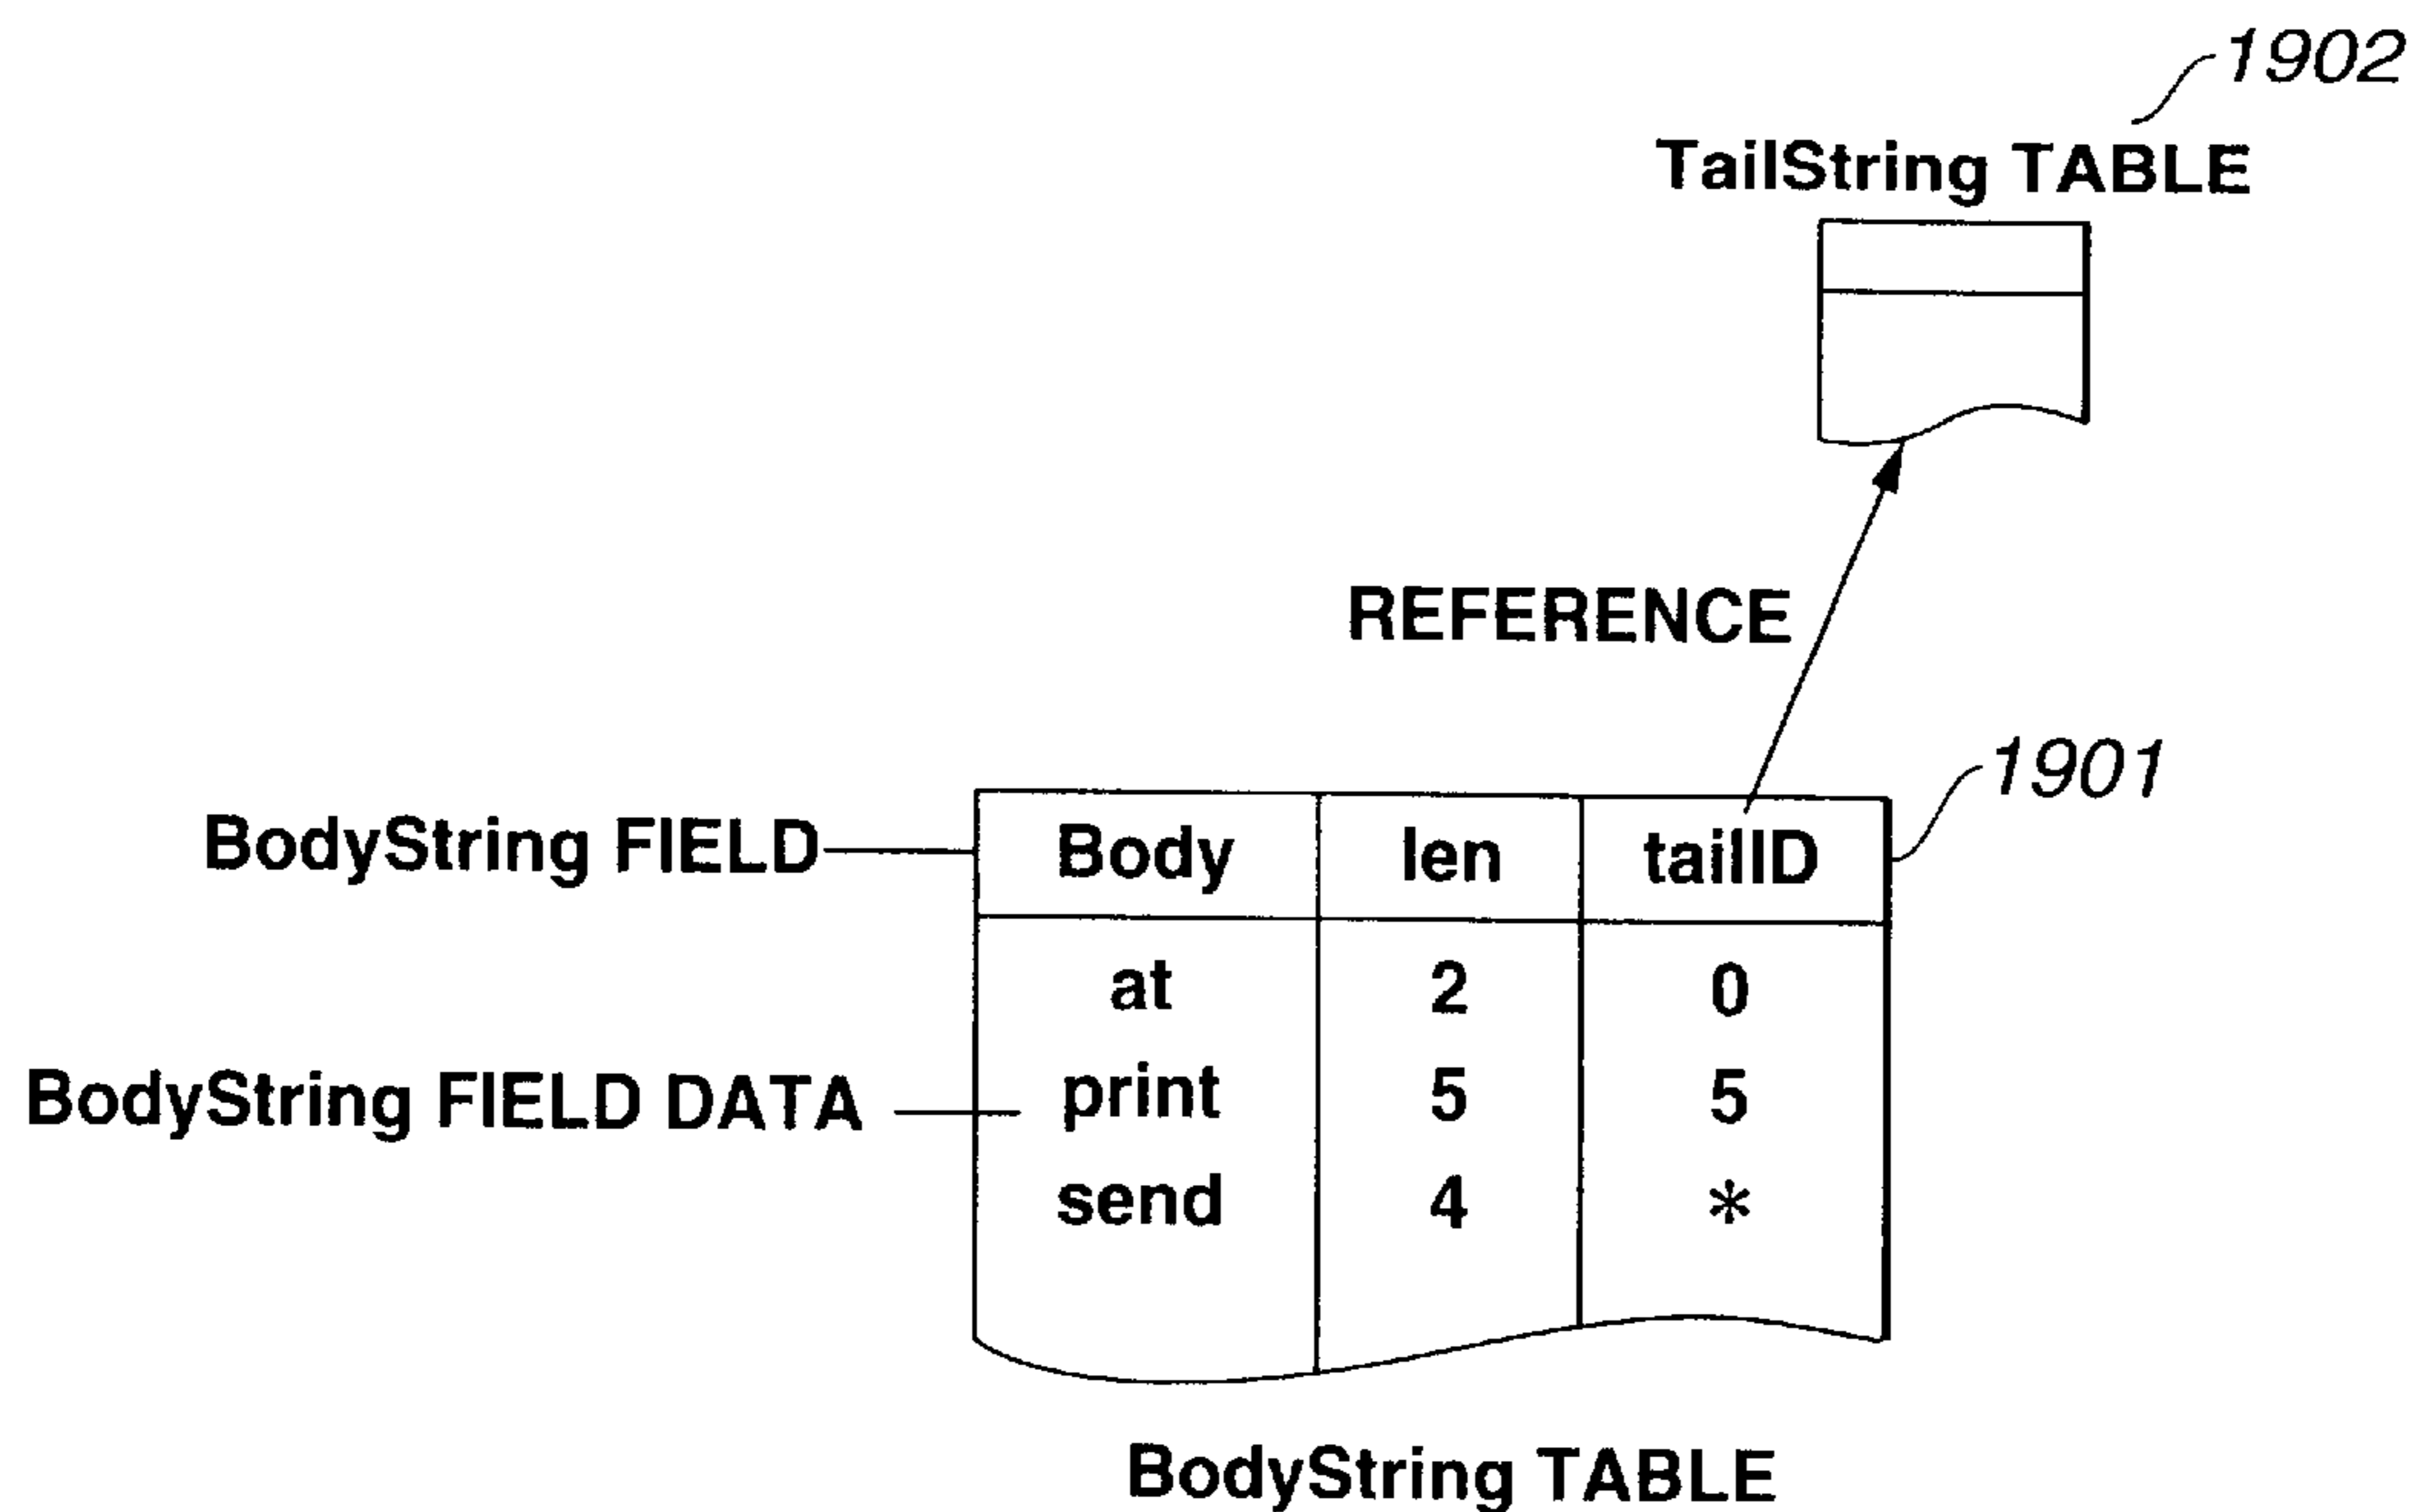 1902
TailString TABLE
REFERENCE
1901
BodyString FIELD
Body len tailID
at 2 0
BodyString FIELD DATA
print 5 5
send 4 *
BodyString TABLE